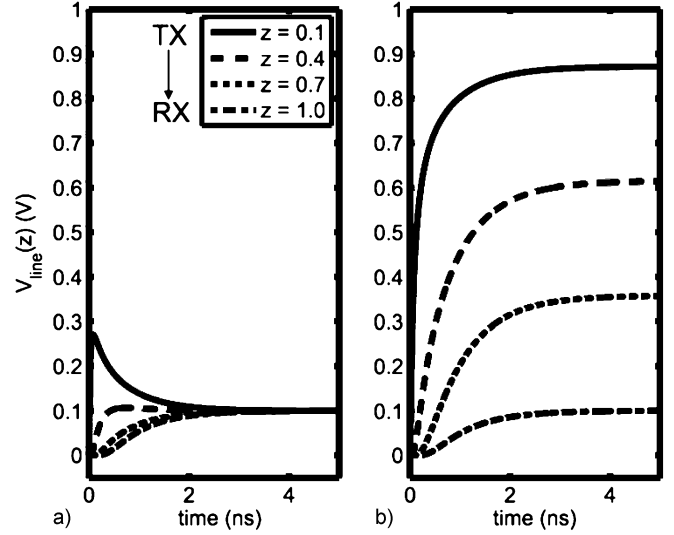 V_line(z) (V)
1
0.9
0.8
0.7
0.6
0.5
0.4
0.3
0.2
0.1
0
TX
RX
z = 0.1
z = 0.4
z = 0.7
z = 1.0
0 2 4
a) time (ns)
1
0.9
0.8
0.7
0.6
0.5
0.4
0.3
0.2
0.1
0
0 2 4
b) time (ns)